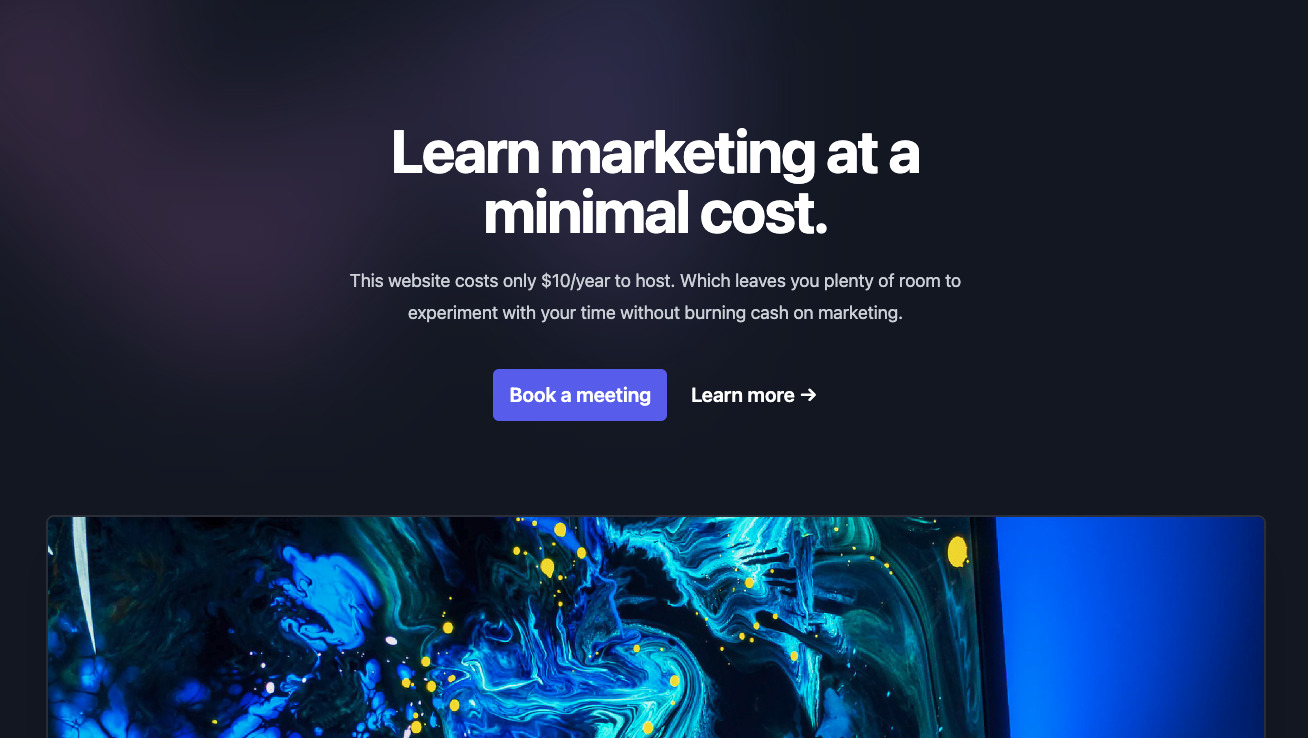 Learn marketing at a
minimal cost.
This website costs only $10/year to host. Which leaves you plenty of room to
experiment with your time without burning cash on marketing.
Book a meeting
Learn more →